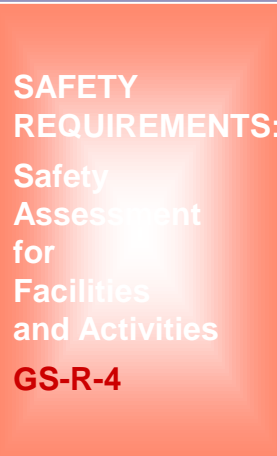 SAFETY
REQUIREMENTS:
Safety
Assessment
for
Facilities
and Activities
GS-R-4